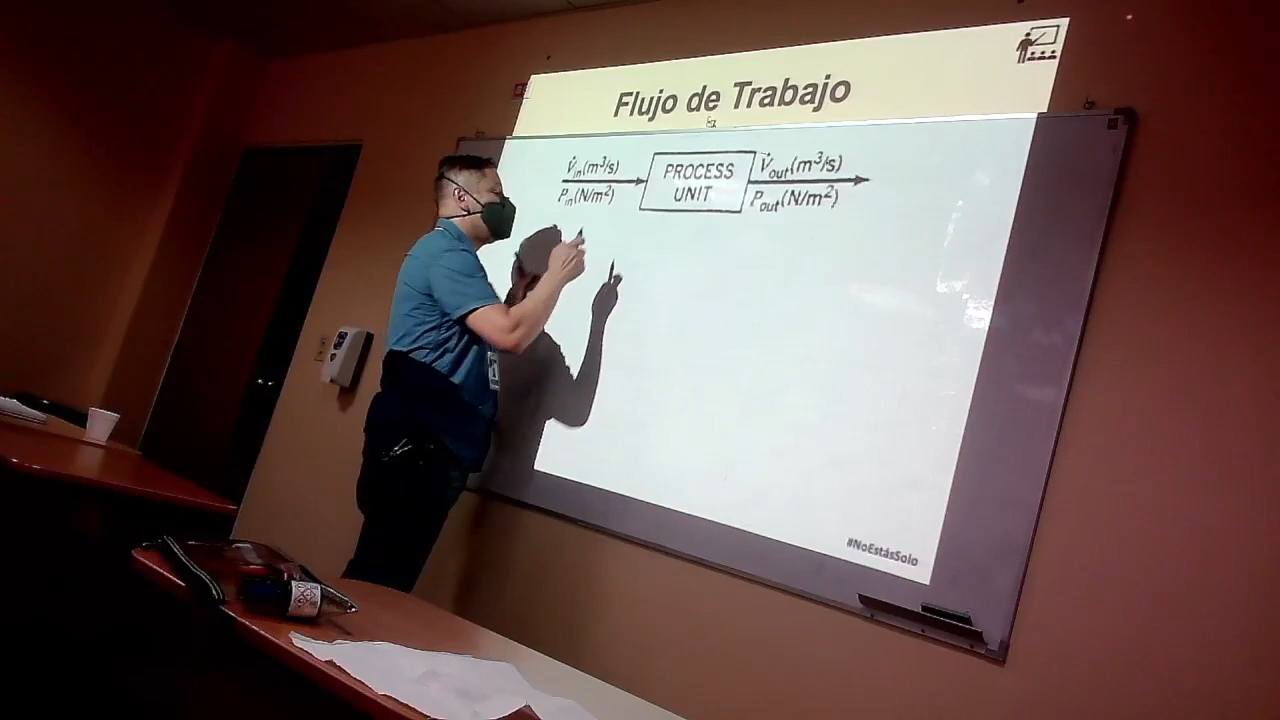 Flujo de Trabajo
V̇in(m³/s)
Pin(N/m²)
PROCESS
UNIT
V̇out(m³/s)
Pout(N/m²)
#NoEstásSolo